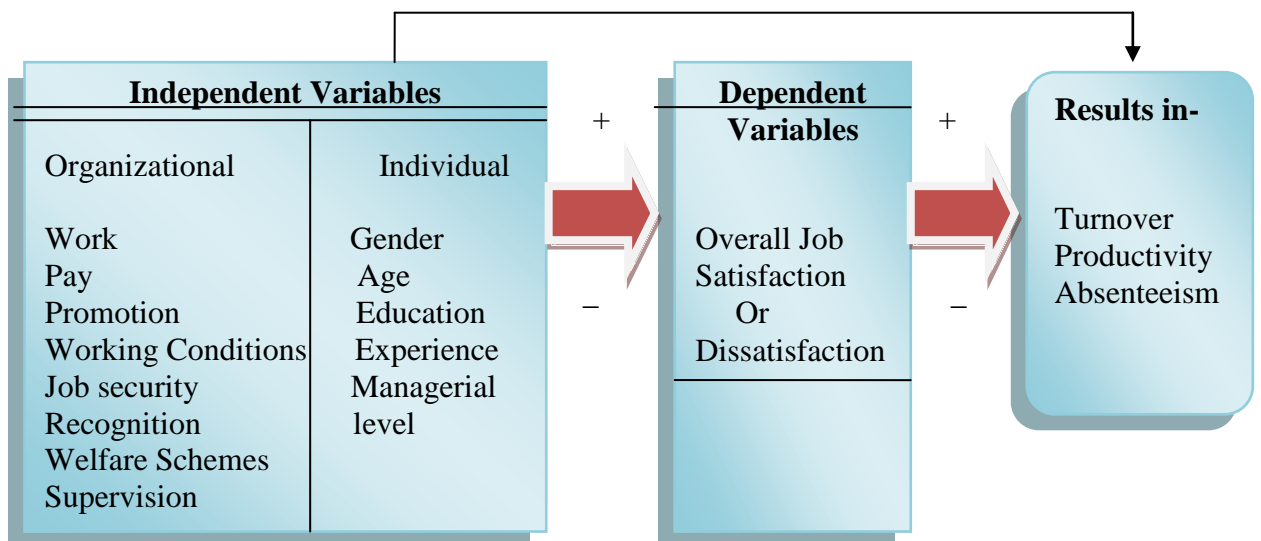 Independent Variables
Organizational
Work
Pay
Promotion
Working Conditions
Job security
Recognition
Welfare Schemes
Supervision
Individual
Gender
Age
Education
Experience
Managerial
level
+
–
Dependent
Variables
Overall Job
Satisfaction
Or
Dissatisfaction
+
–
Results in-
Turnover
Productivity
Absenteeism